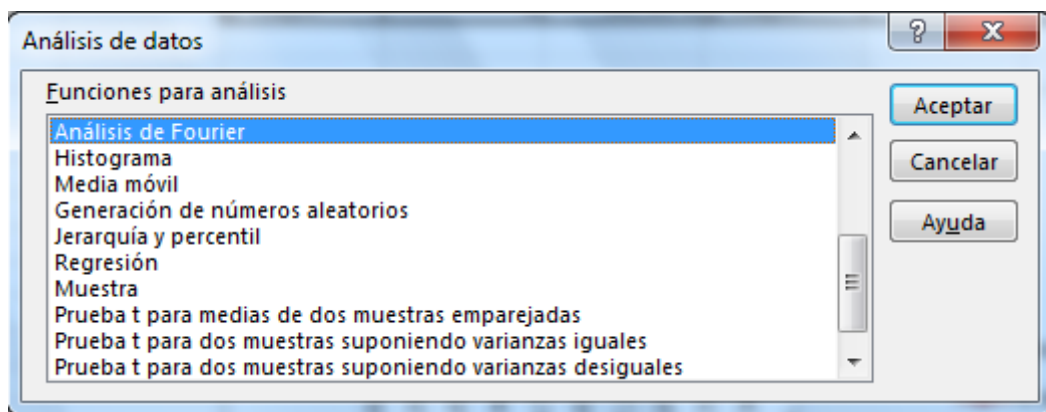 Análisis de datos
Funciones para análisis
Análisis de Fourier
Histograma
Media móvil
Generación de números aleatorios
Jerarquía y percentil
Regresión
Muestra
Prueba t para medias de dos muestras emparejadas
Prueba t para dos muestras suponiendo varianzas iguales
Prueba t para dos muestras suponiendo varianzas desiguales
Aceptar
Cancelar
Ayuda